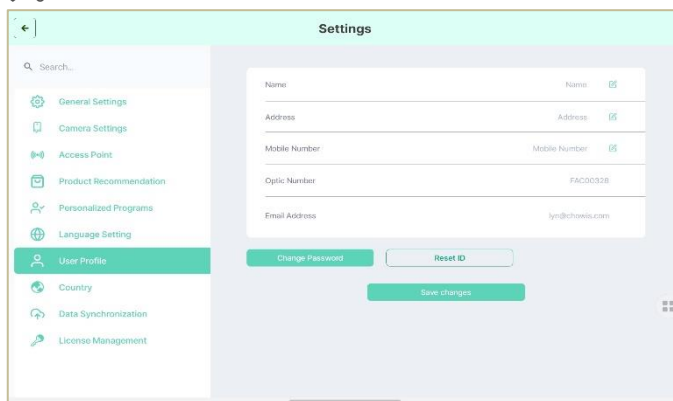 Settings
Search...
General Settings
Camera Settings
Access Point
Product Recommendation
Personalized Programs
Language Setting
User Profile
Country
Data Synchronization
License Management
Name Name
Address Address
Mobile Number Mobile Number
Optic Number FAC00328
Email Address lyn@chowis.com
Change Password Reset ID
Save changes